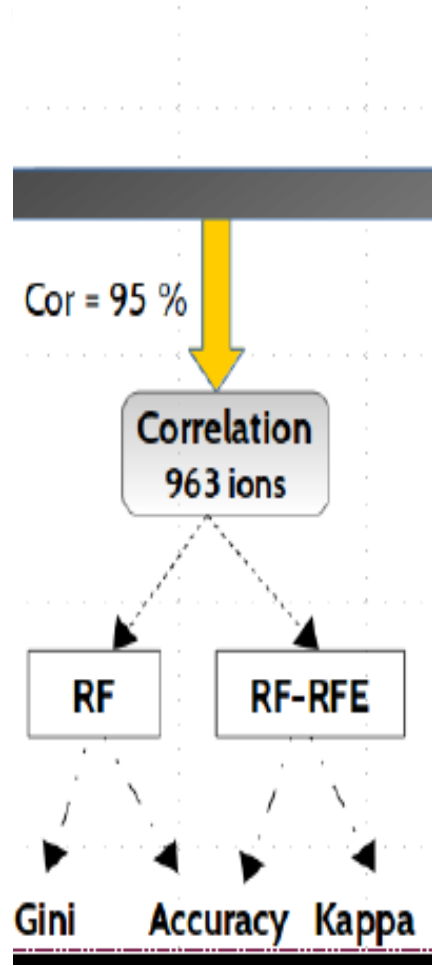 Cor = 95 %
Correlation
963 ions
RF RF-RFE
Gini Accuracy Kappa